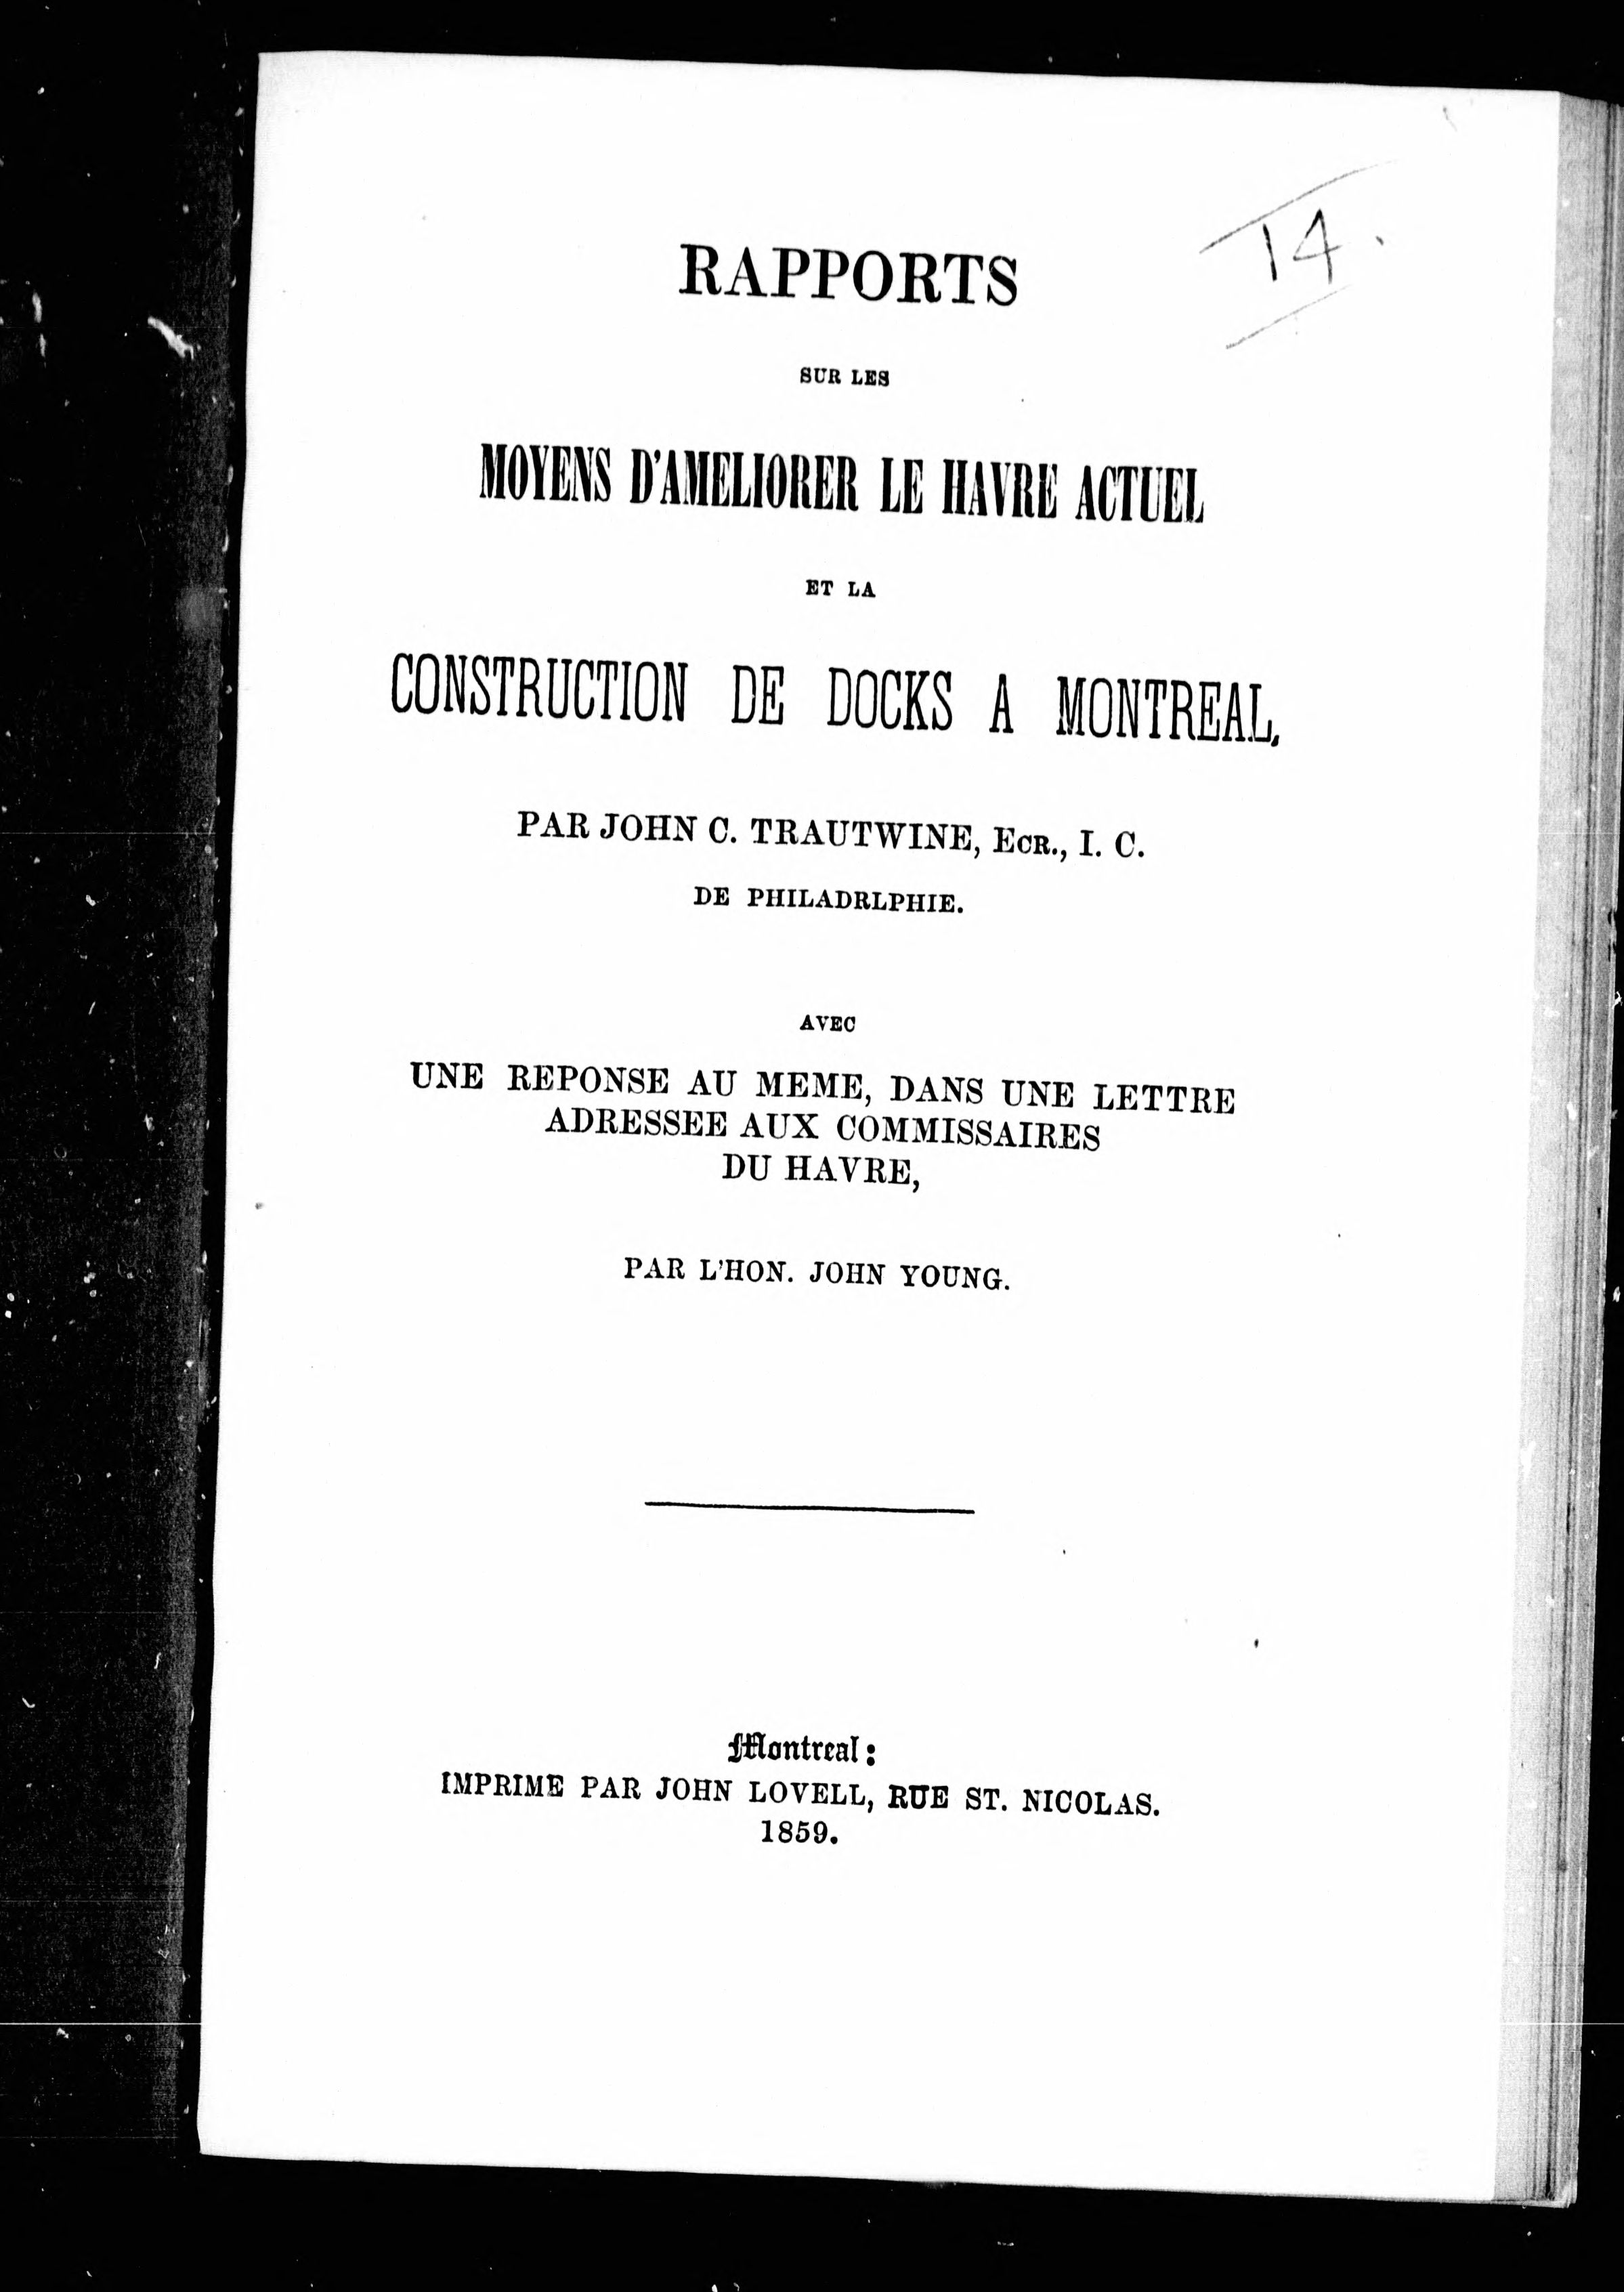 14.
RAPPORTS
SUR LES
MOYENS D'AMELIORER LE HAVRE ACTUEL
ET LA
CONSTRUCTION DE DOCKS A MONTREAL,
PAR JOHN C. TRAUTWINE, ECR., I. C.
DE PHILADRLPHIE.
AVEC
UNE REPONSE AU MEME, DANS UNE LETTRE
ADRESSEE AUX COMMISSAIRES
DU HAVRE,
PAR L'HON. JOHN YOUNG.
Montreal:
IMPRIME PAR JOHN LOVELL, RUE ST. NICOLAS.
1859.